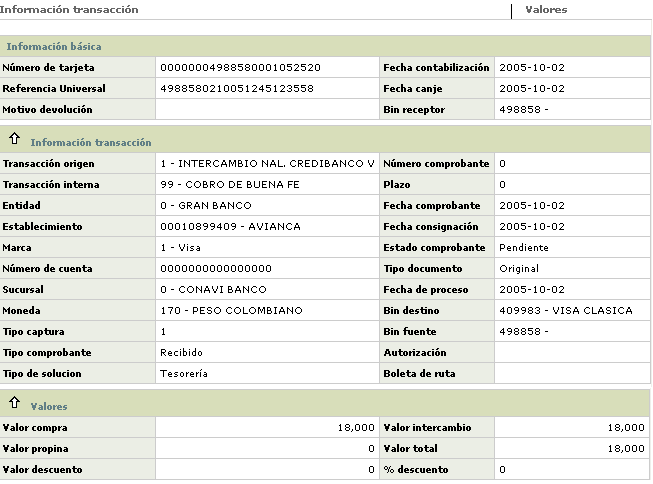 Información transacción Valores
Información básica
Número de tarjeta 00000004988580001052520 Fecha contabilización 2005-10-02
Referencia Universal 4988580210051245123558 Fecha canje 2005-10-02
Motivo devolución Bin receptor 498858 -
Información transacción
Transacción origen 1 - INTERCAMBIO NAL. CREDIBANCO V Número comprobante 0
Transacción interna 99 - COBRO DE BUENA FE Plazo 0
Entidad 0 - GRAN BANCO Fecha comprobante 2005-10-02
Establecimiento 00010899409 - AVIANCA Fecha consignación 2005-10-02
Marca 1 - Visa Estado comprobante Pendiente
Número de cuenta 0000000000000000 Tipo documento Original
Sucursal 0 - CONAVI BANCO Fecha de proceso 2005-10-02
Moneda 170 - PESO COLOMBIANO Bin destino 409983 - VISA CLASICA
Tipo captura 1 Bin fuente 498858 -
Tipo comprobante Recibido Autorización
Tipo de solucion Tesorería Boleta de ruta
Valores
Valor compra 18,000 Valor intercambio 18,000
Valor propina 0 Valor total 18,000
Valor descuento 0 % descuento 0